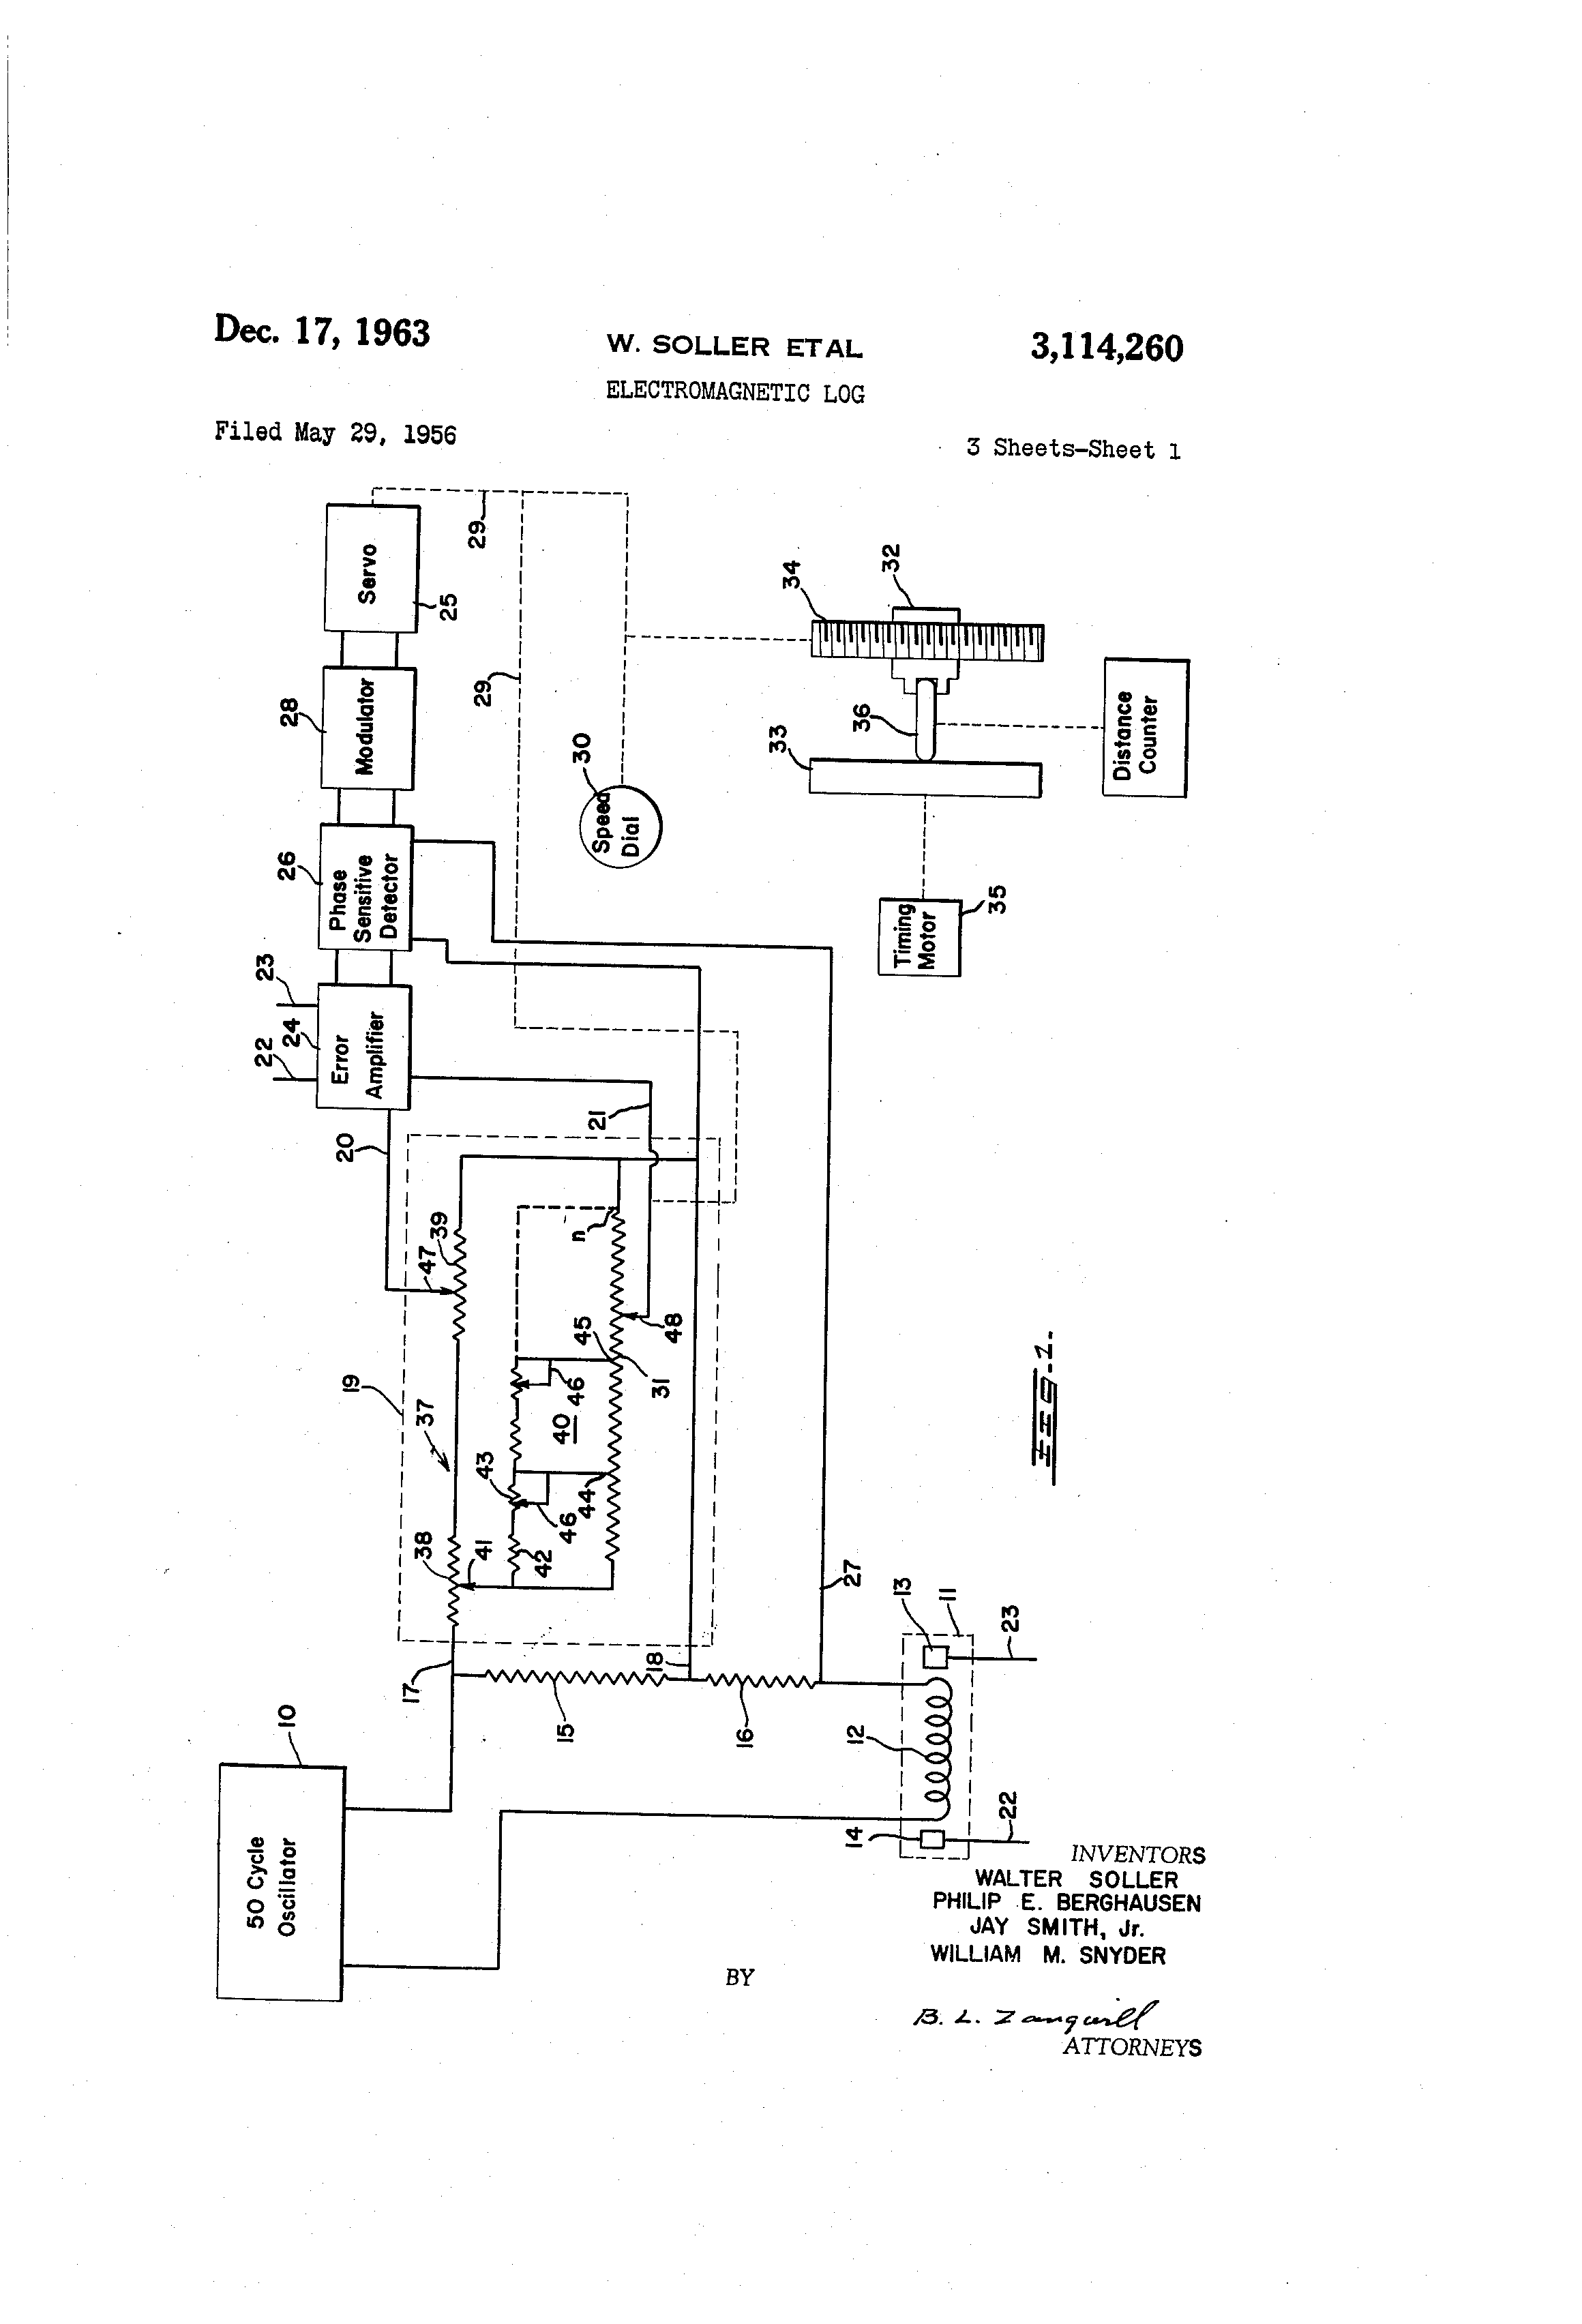 Dec. 17, 1963
W. SOLLER ETAL
3,114,260
ELECTROMAGNETIC LOG
Filed May 29, 1956
3 Sheets-Sheet 1
Servo
25
29
29
Modulator
28
Phase
Sensitive
Detector
26
Error
Amplifier
24
23
22
20
21
Speed
Dial
30
34
32
36
33
Distance
Counter
Timing
Motor
35
19
37
47
39
n
45
48
31
46
40
43
44
46
42
38
41
17
18
15
16
27
13
11
23
12
14
22
10
50 Cycle
Oscillator
FIG. 1.
INVENTORS
WALTER SOLLER
PHILIP E. BERGHAUSEN
JAY SMITH, Jr.
WILLIAM M. SNYDER
BY
B. L. Zangwill
ATTORNEYS